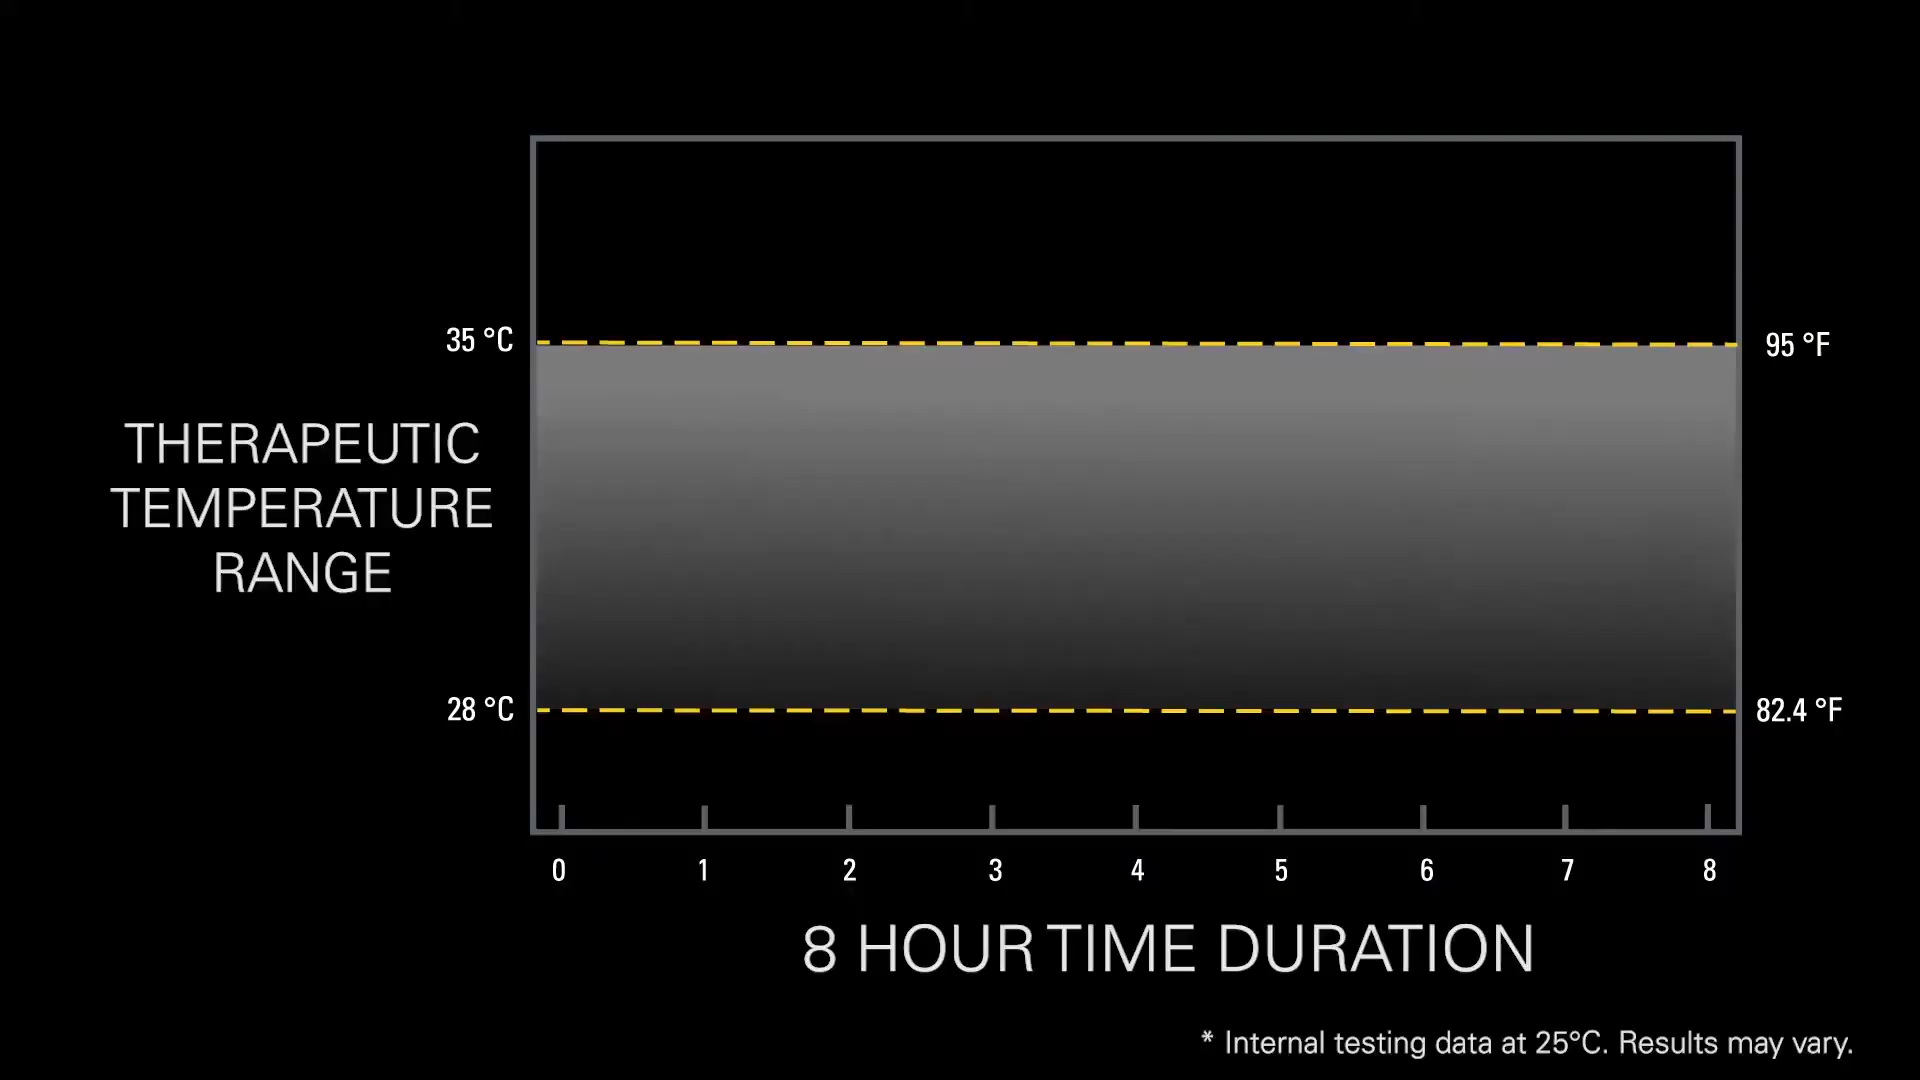 35 °C
95 °F
THERAPEUTIC
TEMPERATURE
RANGE
28 °C
82.4 °F
0 1 2 3 4 5 6 7 8
8 HOUR TIME DURATION
* Internal testing data at 25°C. Results may vary.